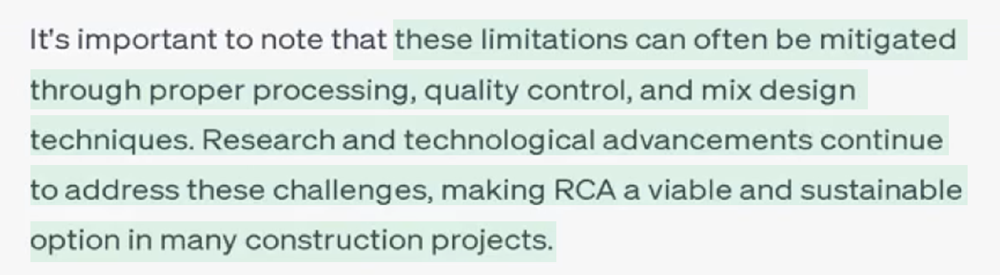 It's important to note that these limitations can often be mitigated
through proper processing, quality control, and mix design
techniques. Research and technological advancements continue
to address these challenges, making RCA a viable and sustainable
option in many construction projects.